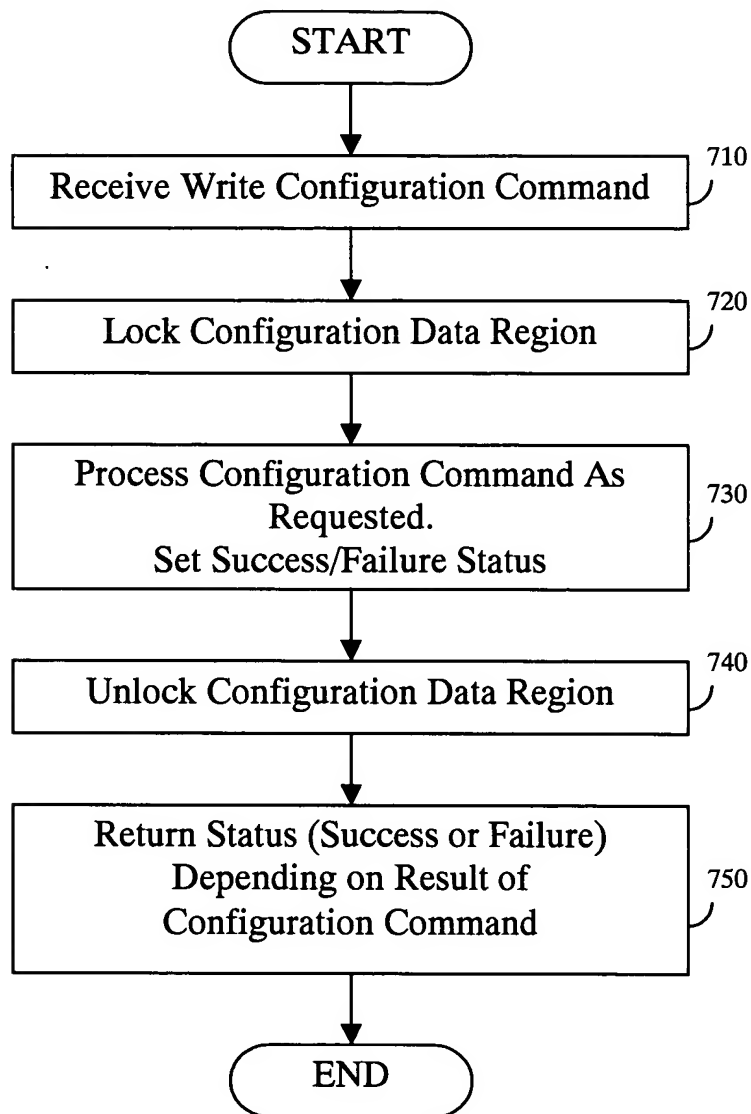 START
710
Receive Write Configuration Command
720
Lock Configuration Data Region
Process Configuration Command As
Requested.
Set Success/Failure Status
730
740
Unlock Configuration Data Region
Return Status (Success or Failure)
Depending on Result of
Configuration Command
750
END